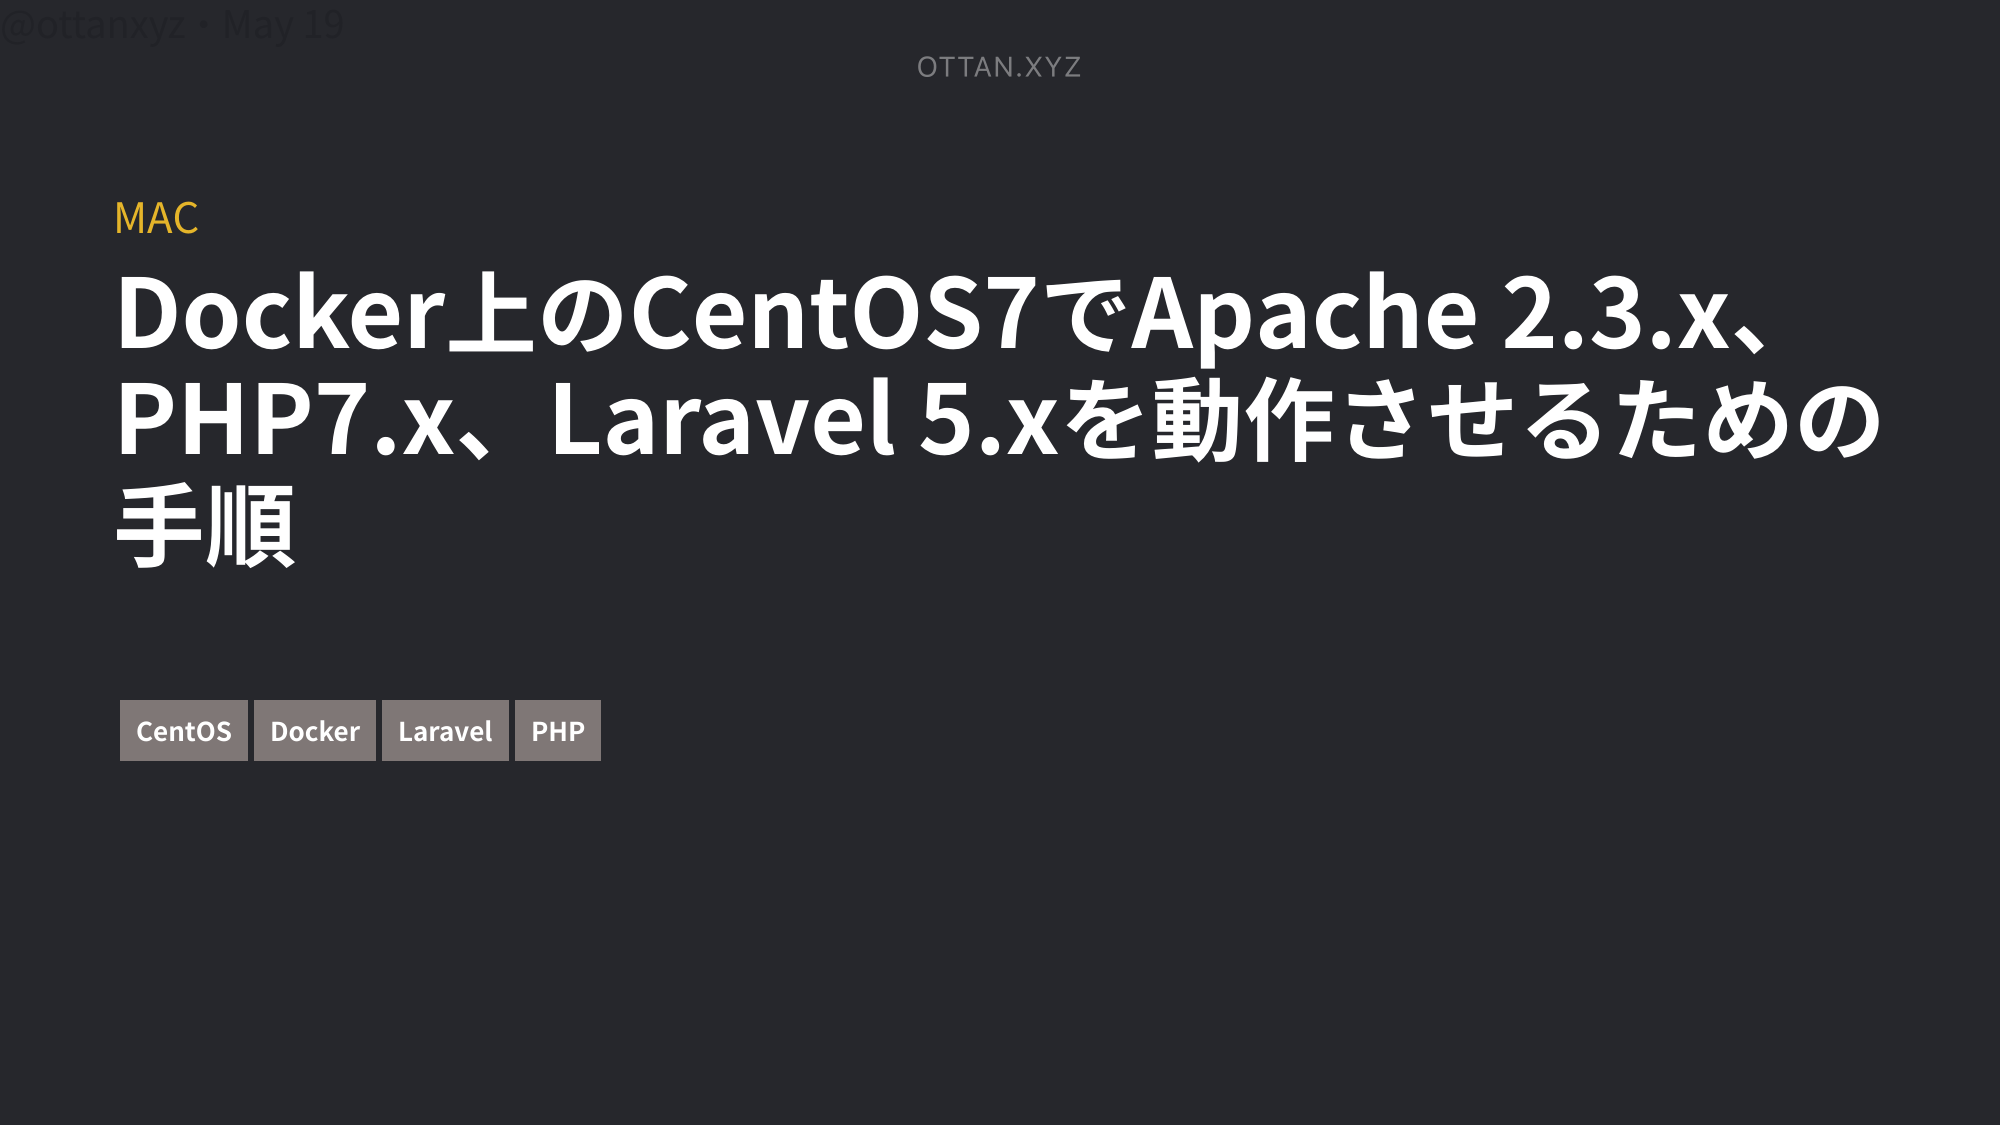 @ottanxyz・May 19
OTTAN.XYZ
MAC
Docker上のCentOS7でApache 2.3.x、
PHP7.x、Laravel 5.xを動作させるための
手順
CentOS Docker Laravel PHP